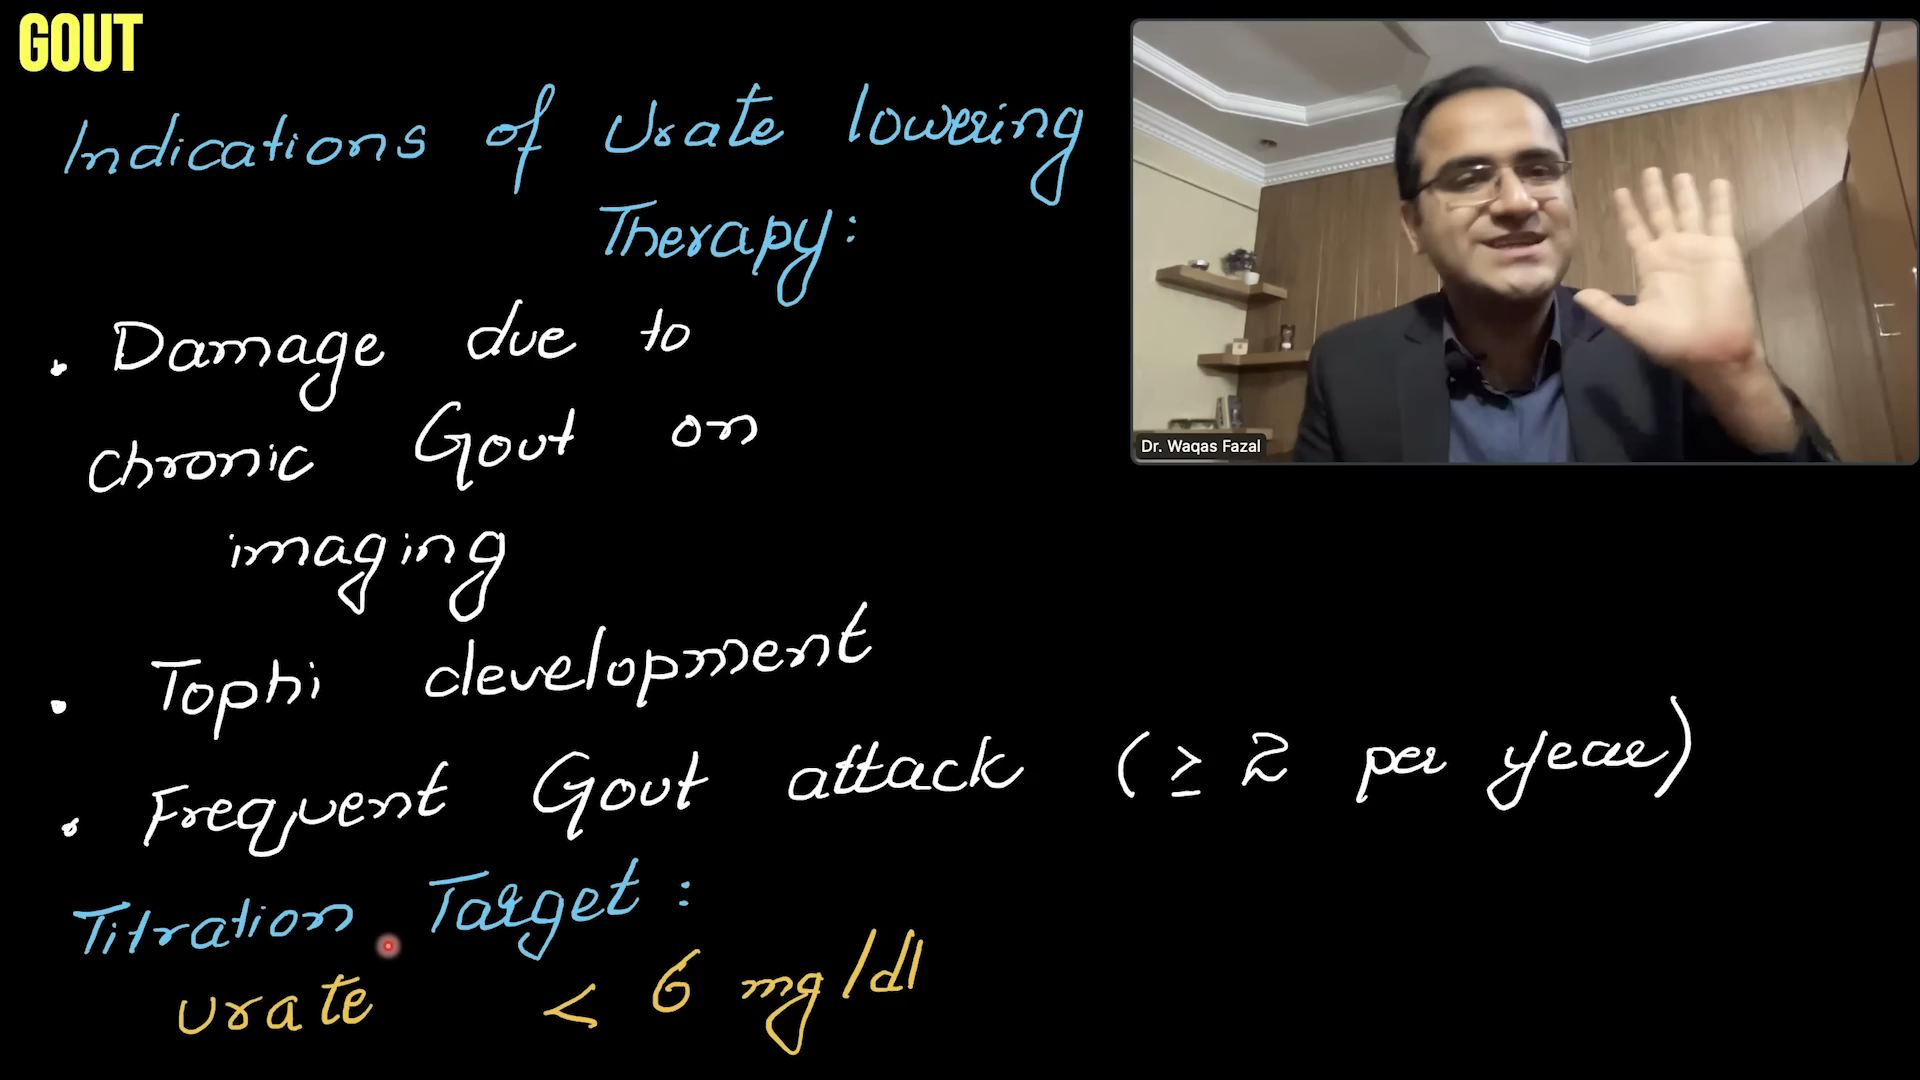 GOUT
Indications of Urate lowering
Therapy:
. Damage due to
chronic Gout on
imaging
. Tophi development
. Frequent Gout attack (≥ 2 per year)
Titration Target:
urate < 6 mg/dl
Dr. Waqas Fazal